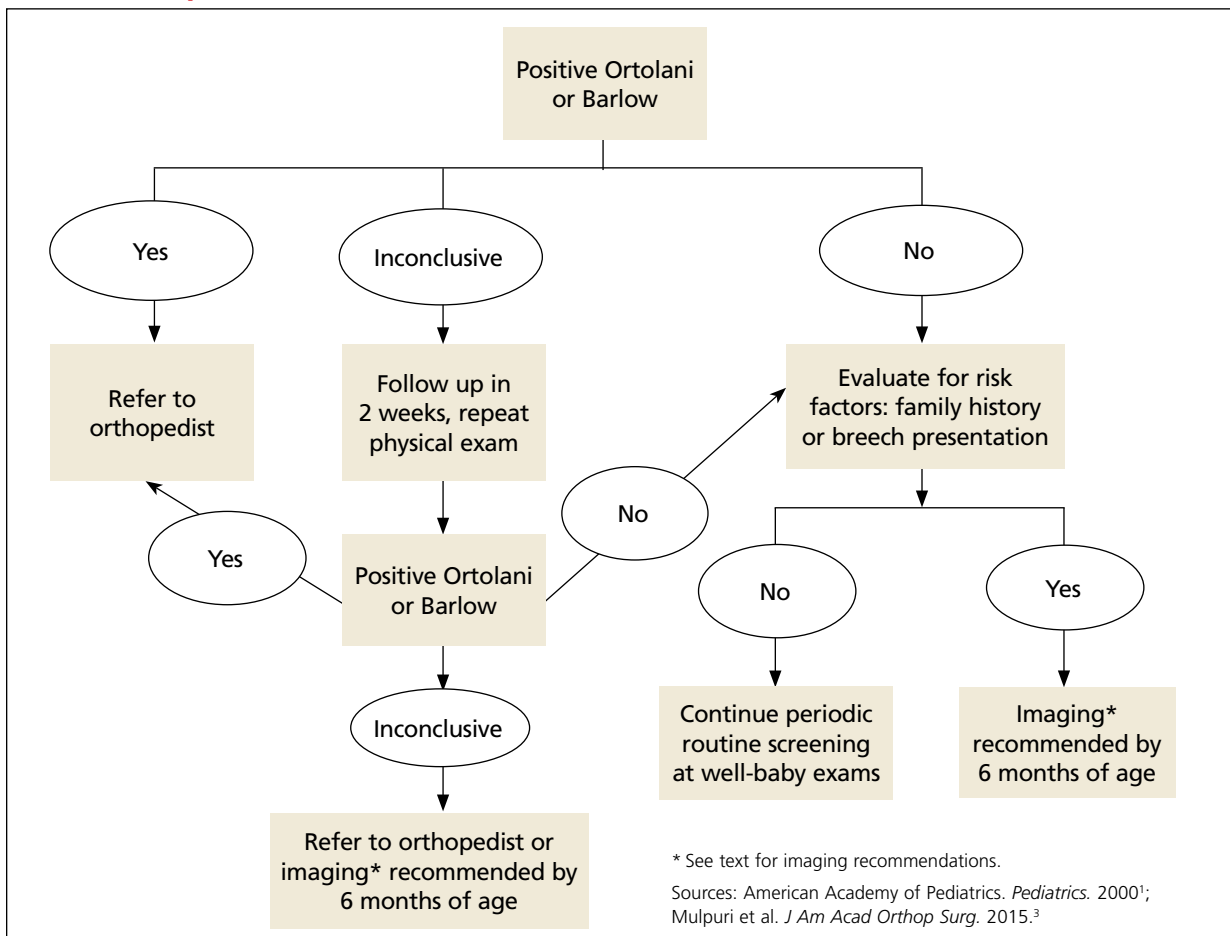 Positive Ortolani
or Barlow
Yes
Inconclusive
No
Refer to
orthopedist
Follow up in
2 weeks, repeat
physical exam
Evaluate for risk
factors: family history
or breech presentation
Yes
Positive Ortolani
or Barlow
No
No
Yes
Inconclusive
Continue periodic
routine screening
at well-baby exams
Imaging*
recommended by
6 months of age
Refer to orthopedist or
imaging* recommended by
6 months of age
* See text for imaging recommendations.
Sources: American Academy of Pediatrics. Pediatrics. 2000¹;
Mulpuri et al. J Am Acad Orthop Surg. 2015.³